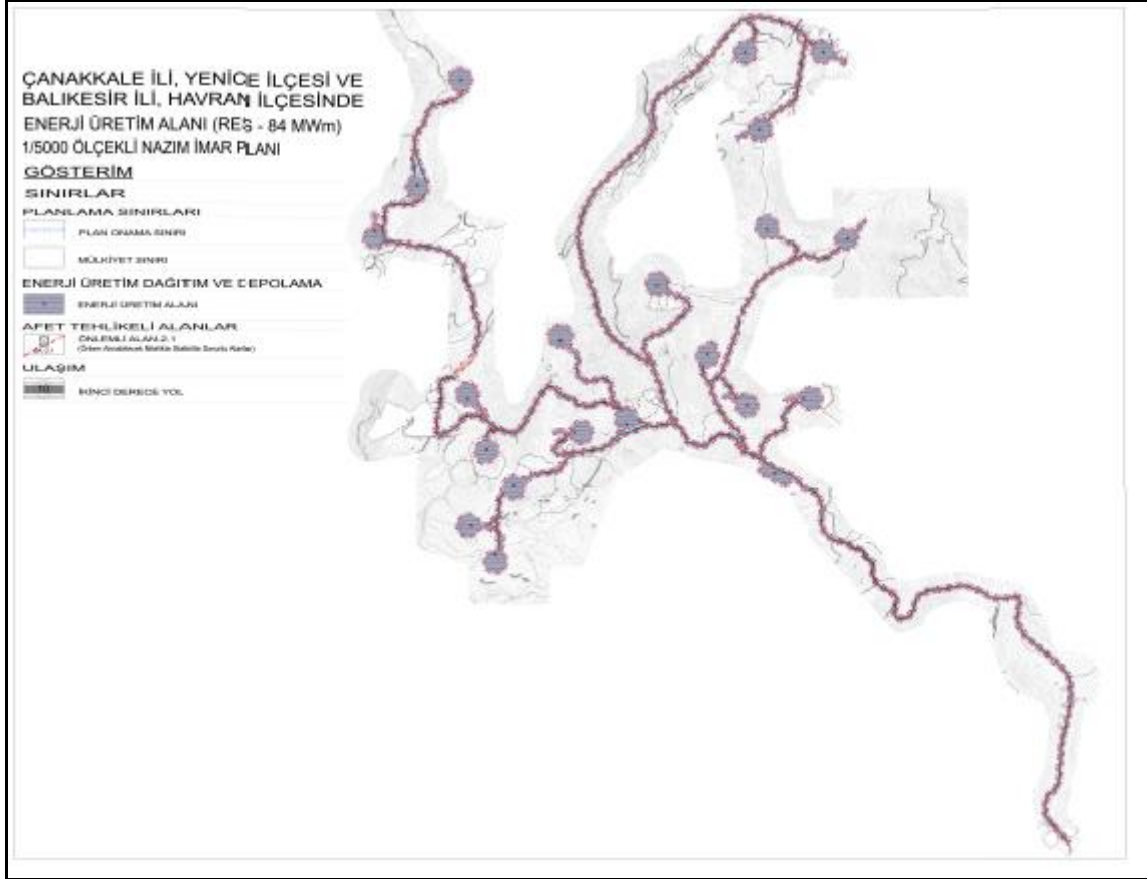 ÇANAKKALE İLİ, YENİCE İLÇESİ VE
BALIKESİR İLİ, HAVRAN İLÇESİNDE
ENERJİ ÜRETİM ALANI (RES - 84 MWm)
1/5000 ÖLÇEKLİ NAZIM İMAR PLANI
GÖSTERİM
SINIRLAR
PLANLAMA SINIRLARI
PLAN ONAMA SINIRI
MÜLKİYET SINIRI
ENERJİ ÜRETİM DAĞITIM VE DEPOLAMA
ENERJİ ÜRETİM ALANI
AFET TEHLİKELİ ALANLAR
ÖNLEMLİ ALAN-2.1
ULAŞIM
İKİNCİ DERECE YOL